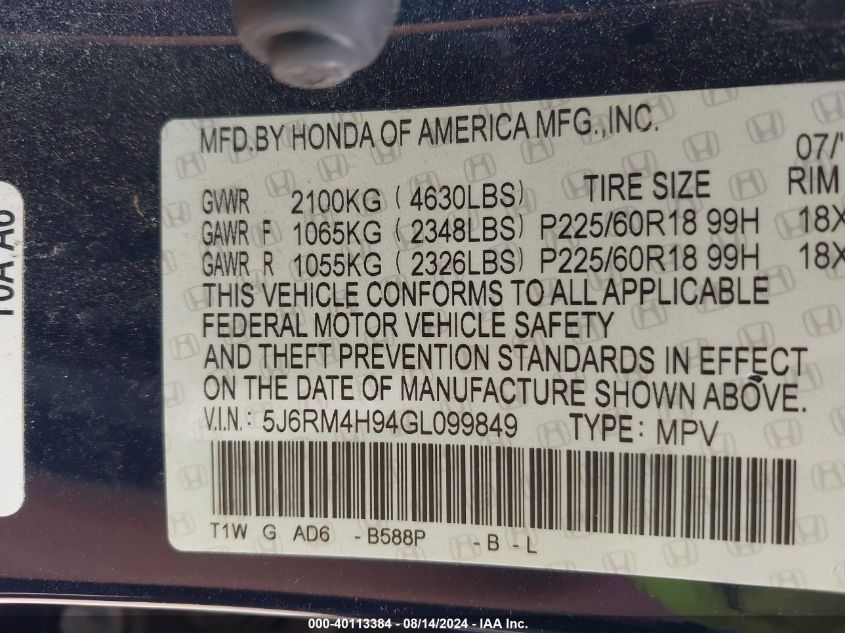 MFD.BY HONDA OF AMERICA MFG.,INC.
07/'
GVWR 2100KG ( 4630LBS) TIRE SIZE RIM
GAWR F 1065KG ( 2348LBS) P225/60R18 99H 18X
GAWR R 1055KG ( 2326LBS) P225/60R18 99H 18X
THIS VEHICLE CONFORMS TO ALL APPLICABLE
FEDERAL MOTOR VEHICLE SAFETY
AND THEFT PREVENTION STANDARDS IN EFFECT
ON THE DATE OF MANUFACTURE SHOWN ABOVE.
V.I.N.: 5J6RM4H94GL099849 TYPE: MPV
T1W G AD6 -B588P -B -L
000-40113384 - 08/14/2024 - IAA Inc.